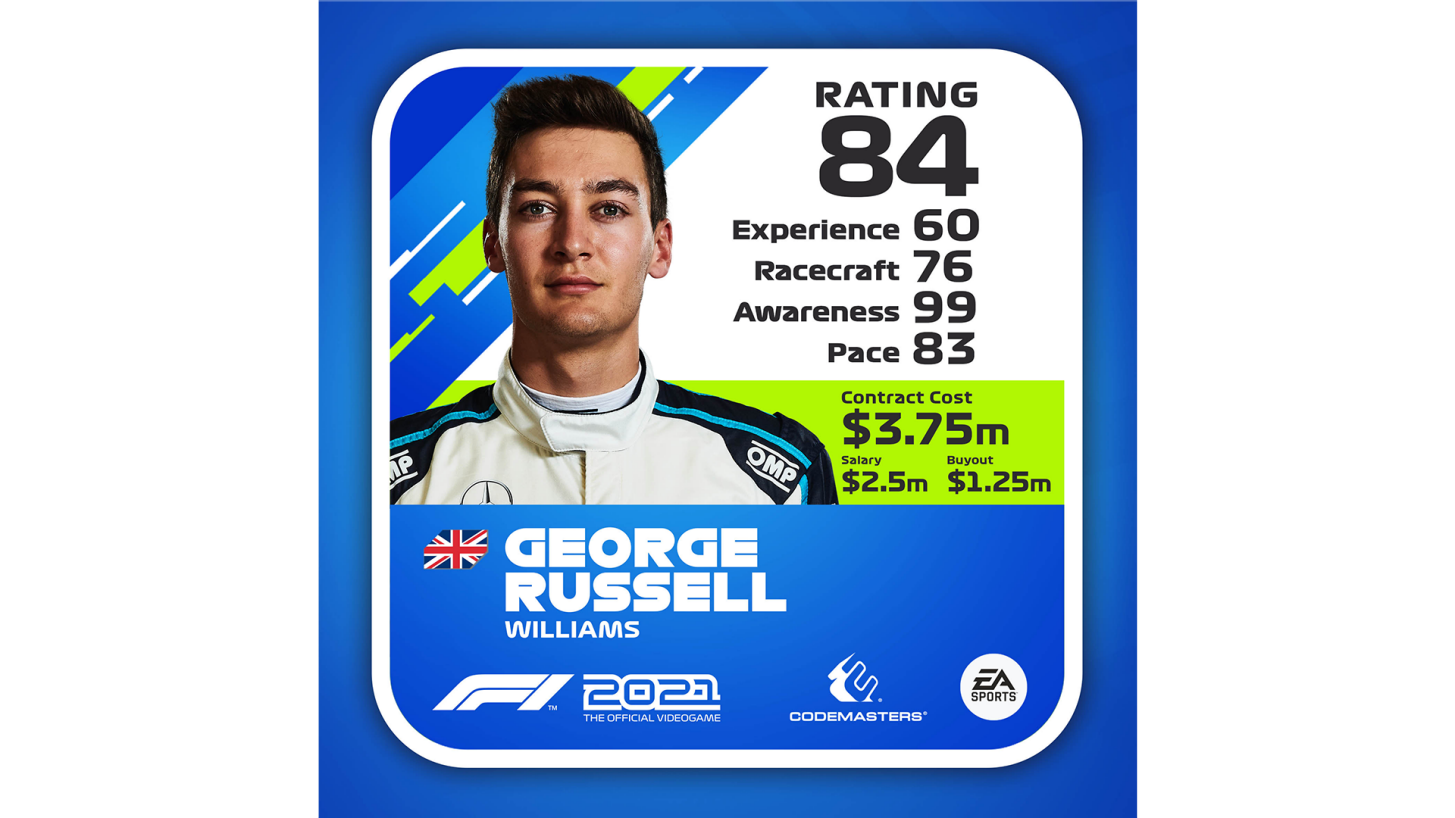 RATING
84
Experience 60
Racecraft 76
Awareness 99
Pace 83
Contract Cost
$3.75m
Salary Buyout
$2.5m $1.25m
OMP
OMP
GEORGE
RUSSELL
WILLIAMS
F1™ 2021
THE OFFICIAL VIDEOGAME
CODEMASTERS®
EA
SPORTS